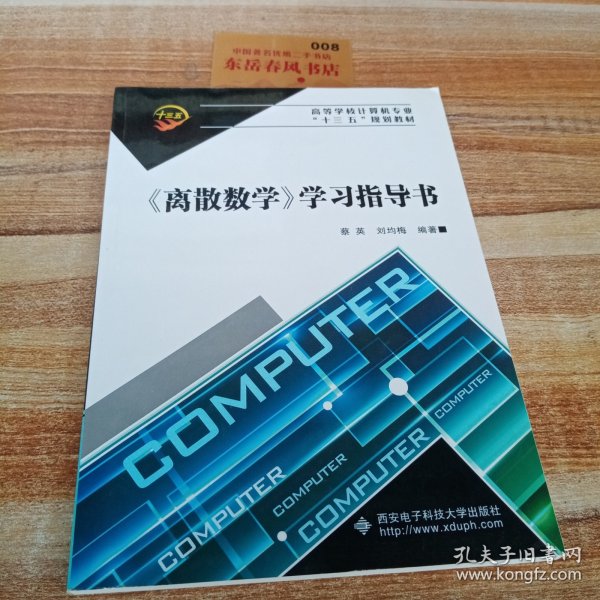 008
中国著名优质二手书店
东岳春风书店
十三五
高等学校计算机专业
“十三五”规划教材
《离散数学》学习指导书
蔡英 刘均梅 编著
COMPUTER
COMPUTER
COMPUTER
COMPUTER
COMPUTER
COMPUTER
西安电子科技大学出版社
http://www.xduph.com
孔夫子旧书网
www.kongfz.com